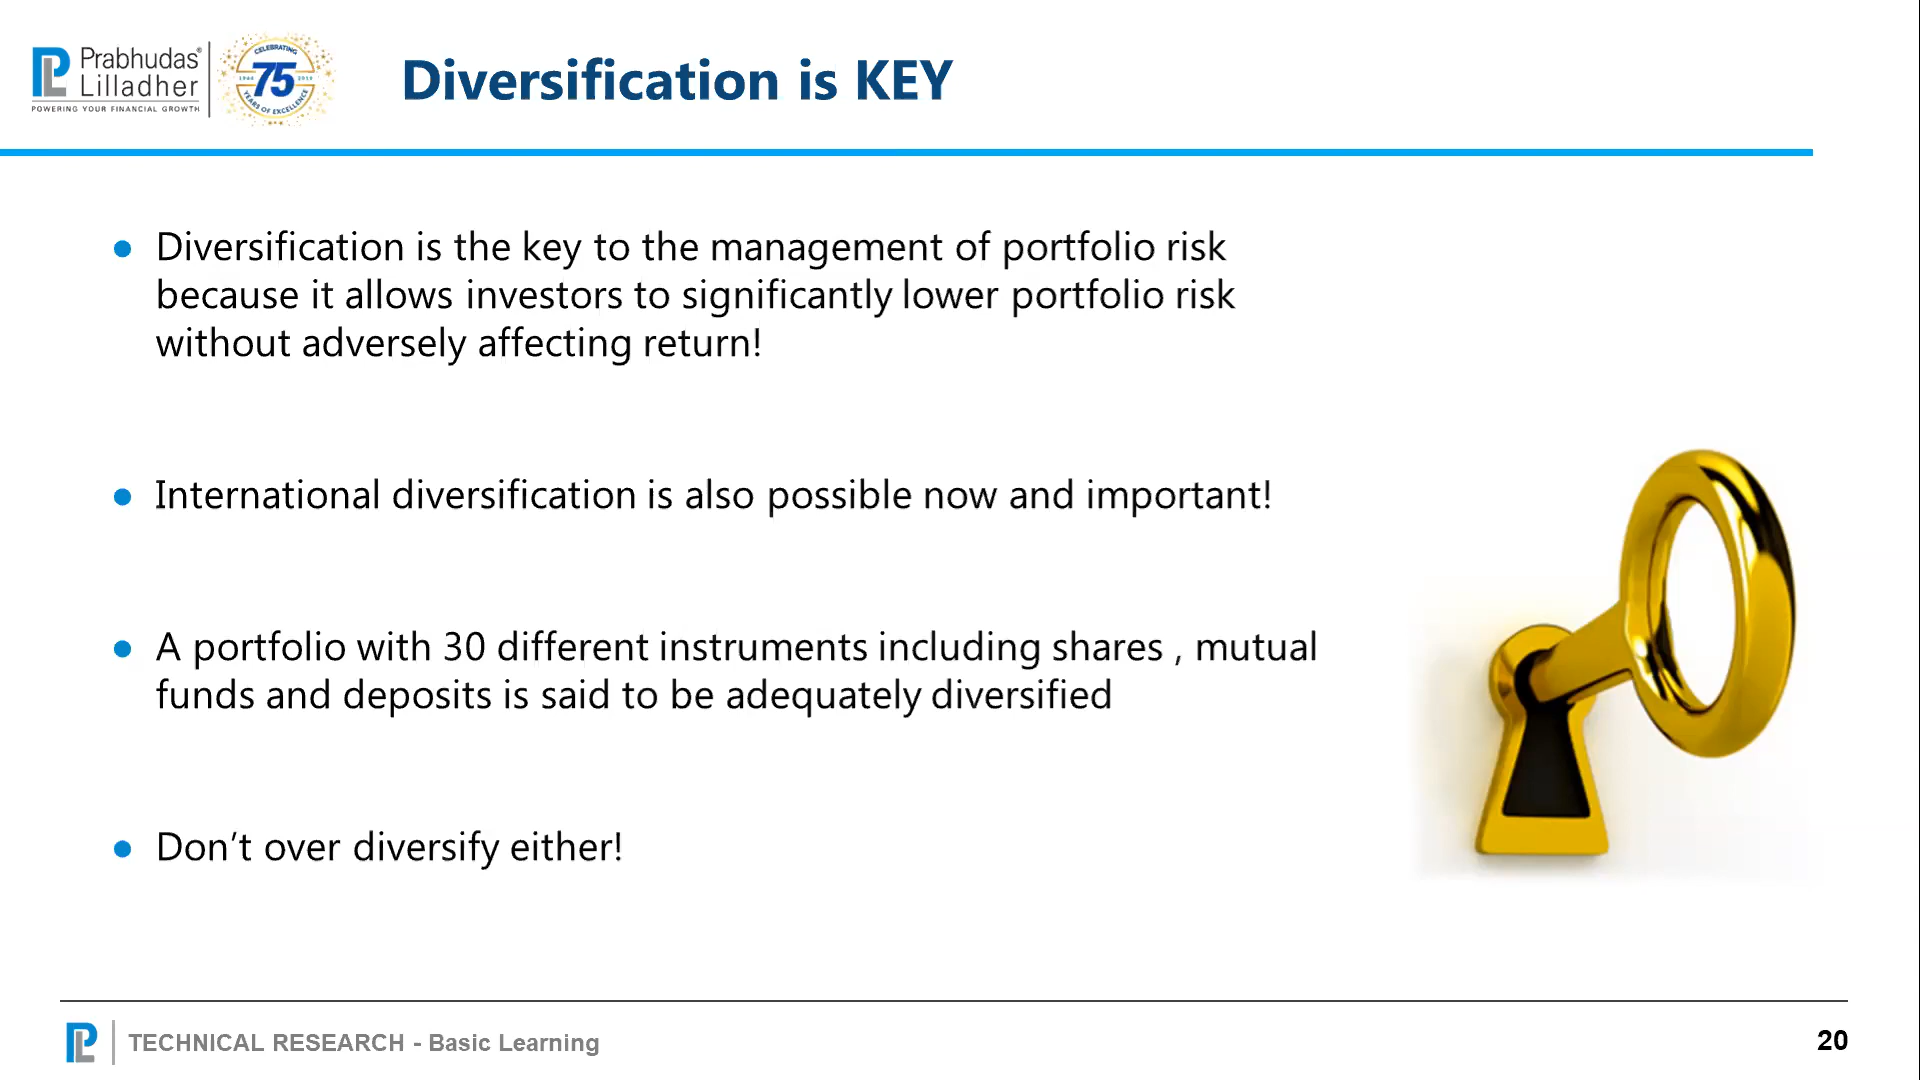 Prabhudas®
Lilladher
POWERING YOUR FINANCIAL GROWTH
CELEBRATING
75
YEARS OF EXCELLENCE
Diversification is KEY
● Diversification is the key to the management of portfolio risk
because it allows investors to significantly lower portfolio risk
without adversely affecting return!
● International diversification is also possible now and important!
● A portfolio with 30 different instruments including shares , mutual
funds and deposits is said to be adequately diversified
● Don’t over diversify either!
TECHNICAL RESEARCH - Basic Learning
20